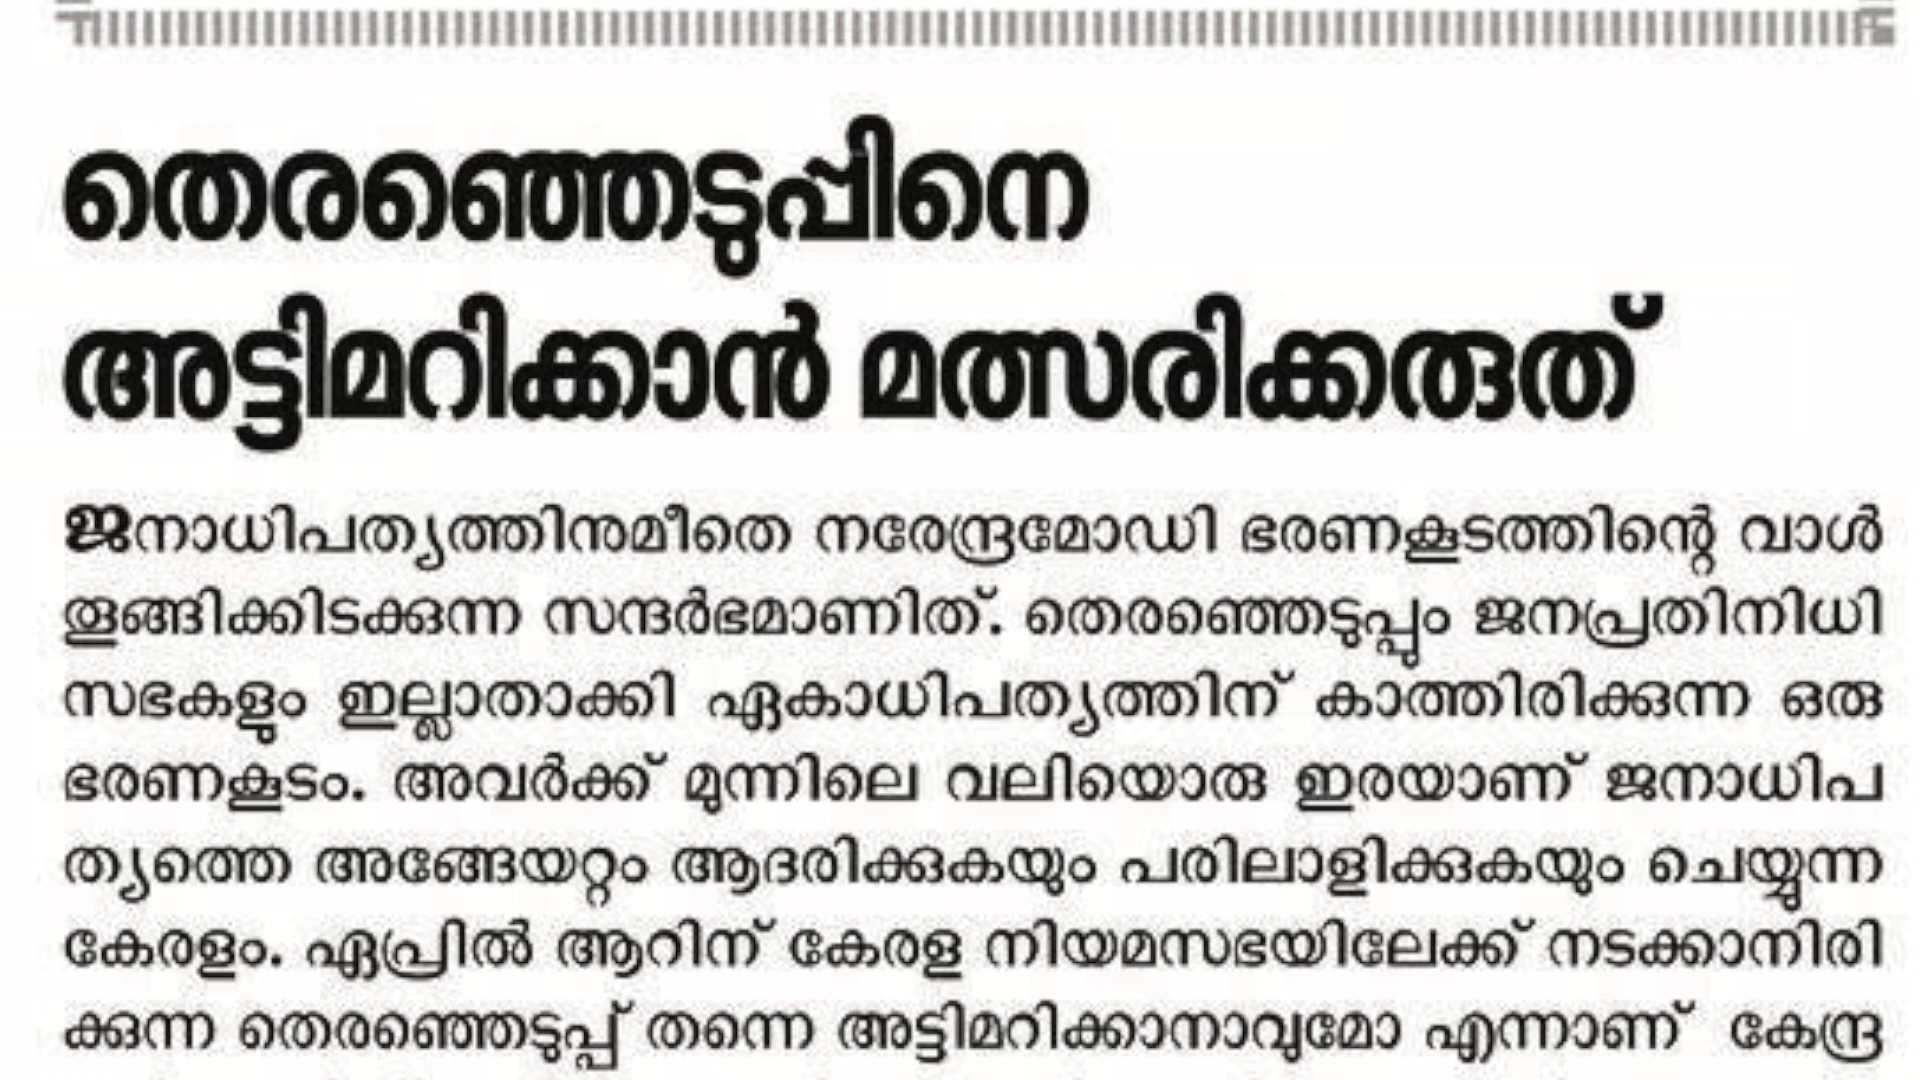 തെരഞ്ഞെടുപ്പിനെ
അട്ടിമറിക്കാൻ മത്സരിക്കരുത്
ജനാധിപത്യത്തിനുമീതെ നരേന്ദ്രമോഡി ഭരണകൂടത്തിന്റെ വാൾ
തൂങ്ങിക്കിടക്കുന്ന സന്ദർഭമാണിത്. തെരഞ്ഞെടുപ്പും ജനപ്രതിനിധി
സഭകളും ഇല്ലാതാക്കി ഏകാധിപത്യത്തിന് കാത്തിരിക്കുന്ന ഒരു
ഭരണകൂടം. അവർക്ക് മുന്നിലെ വലിയൊരു ഇരയാണ് ജനാധിപ
ത്യത്തെ അങ്ങേയറ്റം ആദരിക്കുകയും പരിലാളിക്കുകയും ചെയ്യുന്ന
കേരളം. ഏപ്രിൽ ആറിന് കേരള നിയമസഭയിലേക്ക് നടക്കാനിരി
ക്കുന്ന തെരഞ്ഞെടുപ്പ് തന്നെ അട്ടിമറിക്കാനാവുമോ എന്നാണ് കേന്ദ്ര